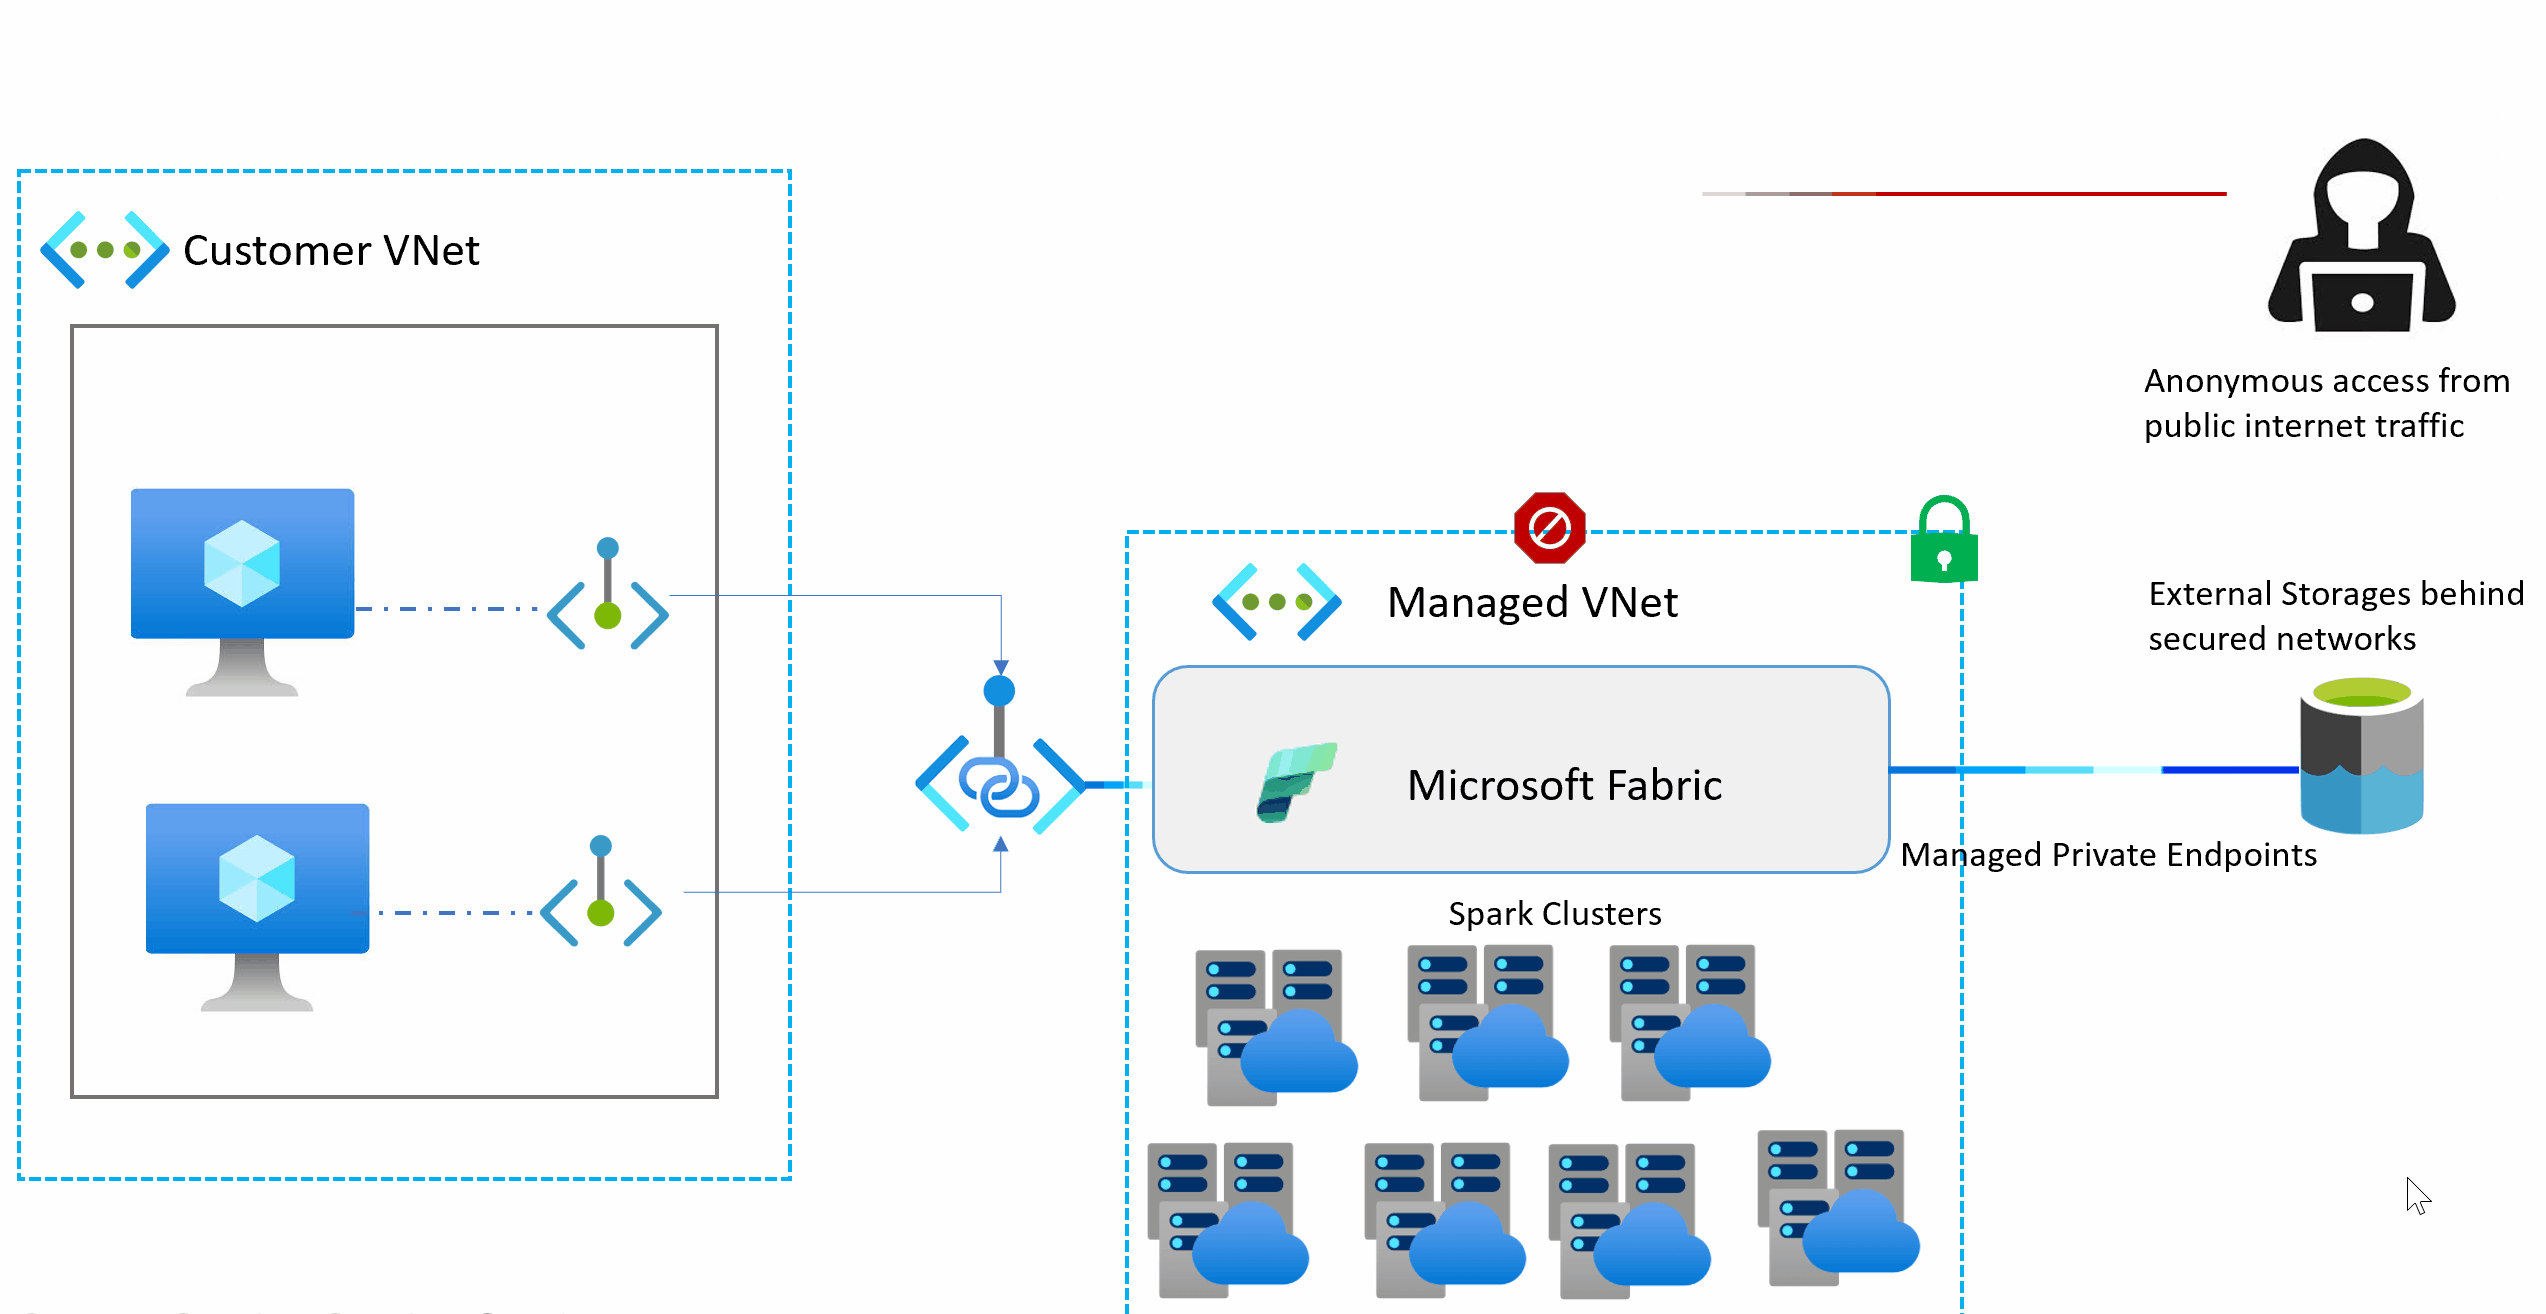 Customer VNet
Anonymous access from
public internet traffic
Managed VNet
External Storages behind
secured networks
Microsoft Fabric
Managed Private Endpoints
Spark Clusters